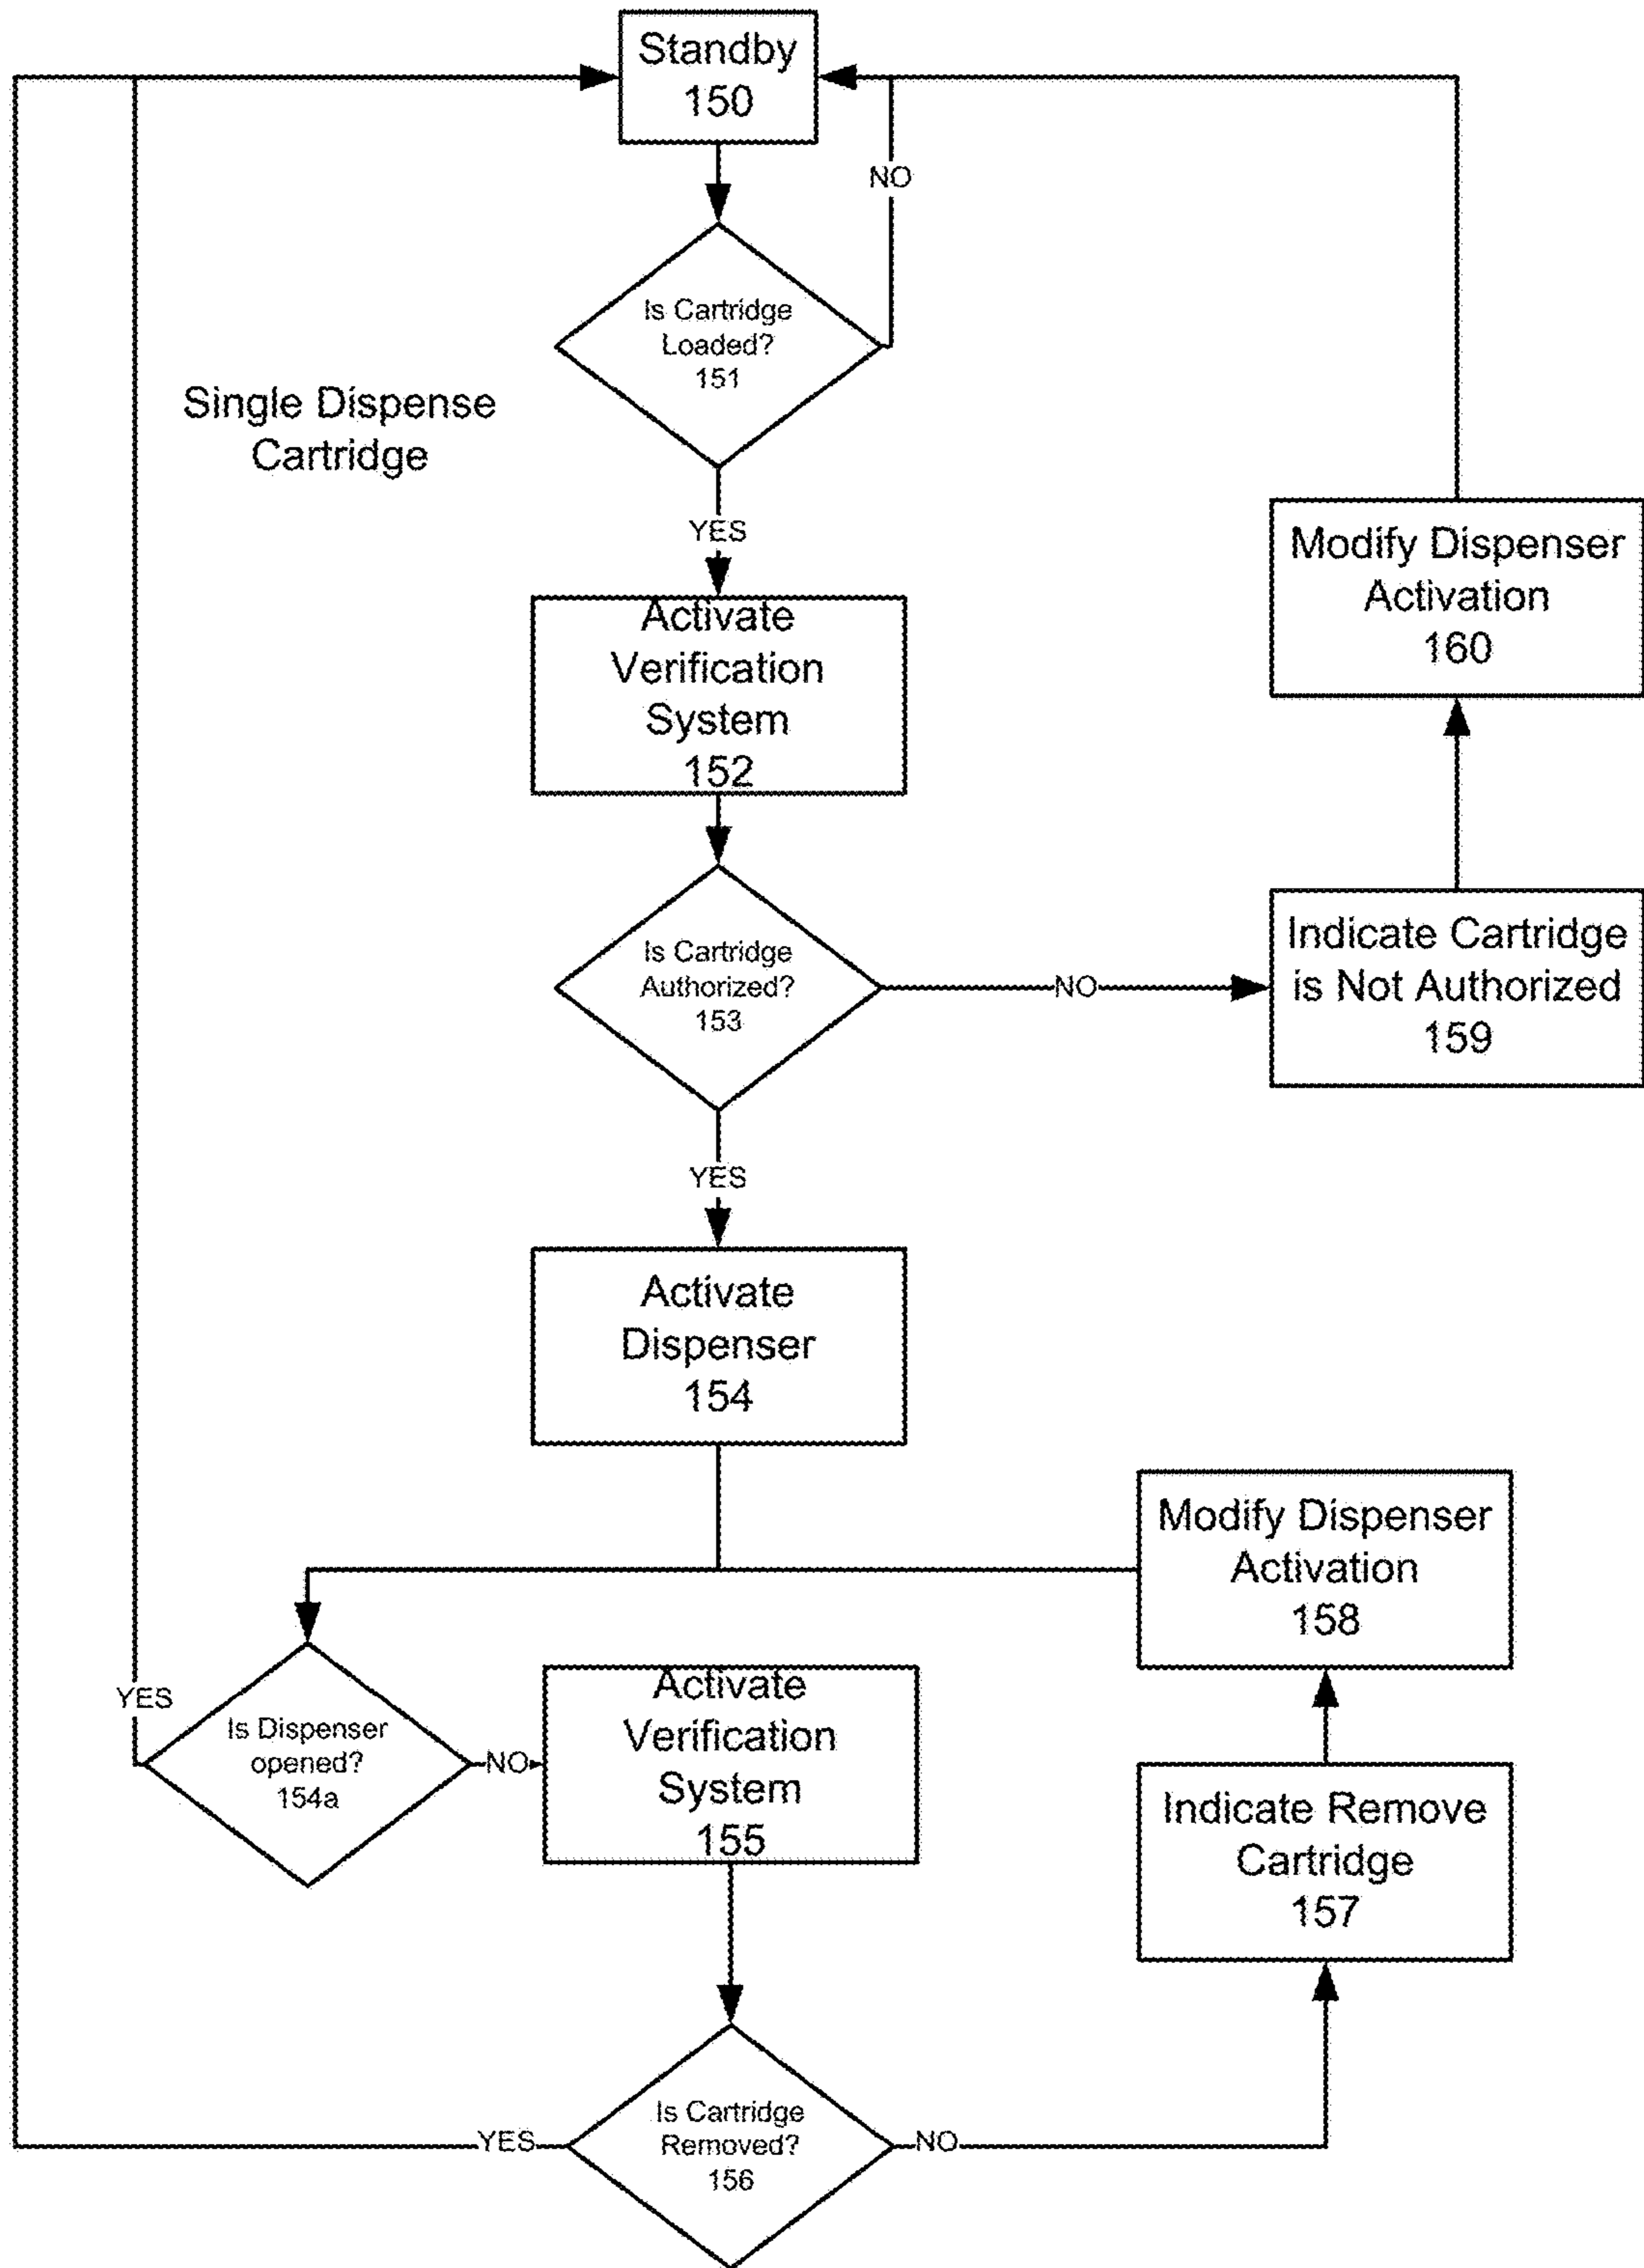 Standby
150
NO
Is Cartridge
Loaded?
151
Single Dispense
Cartridge
YES
Activate
Verification
System
152
Modify Dispenser
Activation
160
Is Cartridge
Authorized?
153
NO
Indicate Cartridge
is Not Authorized
159
YES
Activate
Dispenser
154
Modify Dispenser
Activation
158
YES
Is Dispenser
opened?
154a
NO
Activate
Verification
System
155
Indicate Remove
Cartridge
157
YES
Is Cartridge
Removed?
156
NO